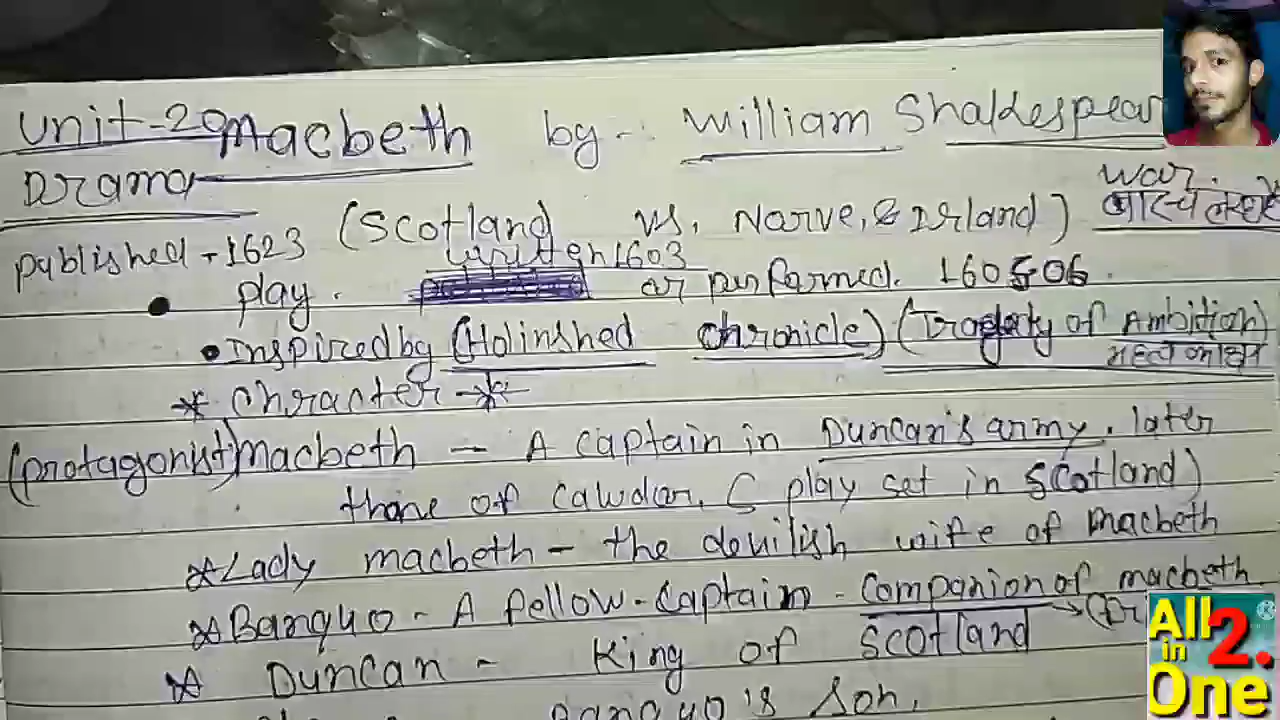 Unit-20 Macbeth by - William Shakespear
Drama
war.
(Scotland vs. Narve, & Irland)
published - 1623
written 1603
play. or performed. 1605 06
Inspired by (Holinshed chronicle) (Tragedy of Ambition)
* Chracter *
(protagonist) Macbeth - A captain in Duncan's army. later
thane of cawdor. ( play set in Scotland)
* Lady macbeth - the devilish wife of Macbeth
* Banquo - A fellow-captain - Companion of macbeth
* Duncan - King of Scotland
Banquo's son.
All in One 2.